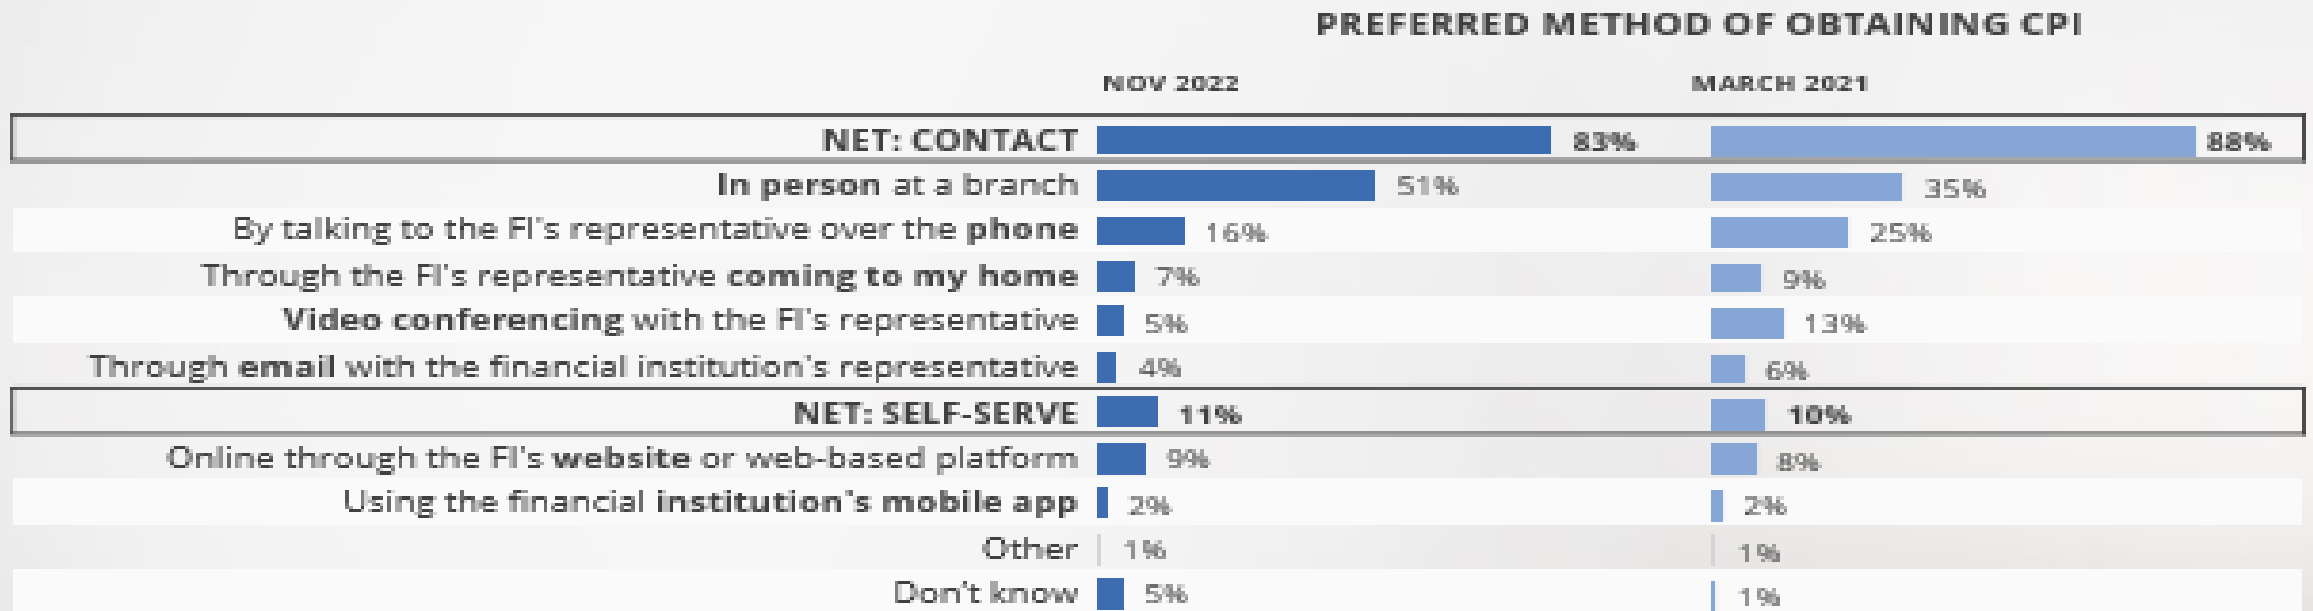 PREFERRED METHOD OF OBTAINING CPI
NOV 2022 MARCH 2021
NET: CONTACT 83% 88%
In person at a branch 51% 35%
By talking to the FI's representative over the phone 16% 25%
Through the FI's representative coming to my home 7% 9%
Video conferencing with the FI's representative 5% 13%
Through email with the financial institution's representative 4% 6%
NET: SELF-SERVE 11% 10%
Online through the FI's website or web-based platform 9% 8%
Using the financial institution's mobile app 2% 2%
Other 1% 1%
Don't know 5% 1%